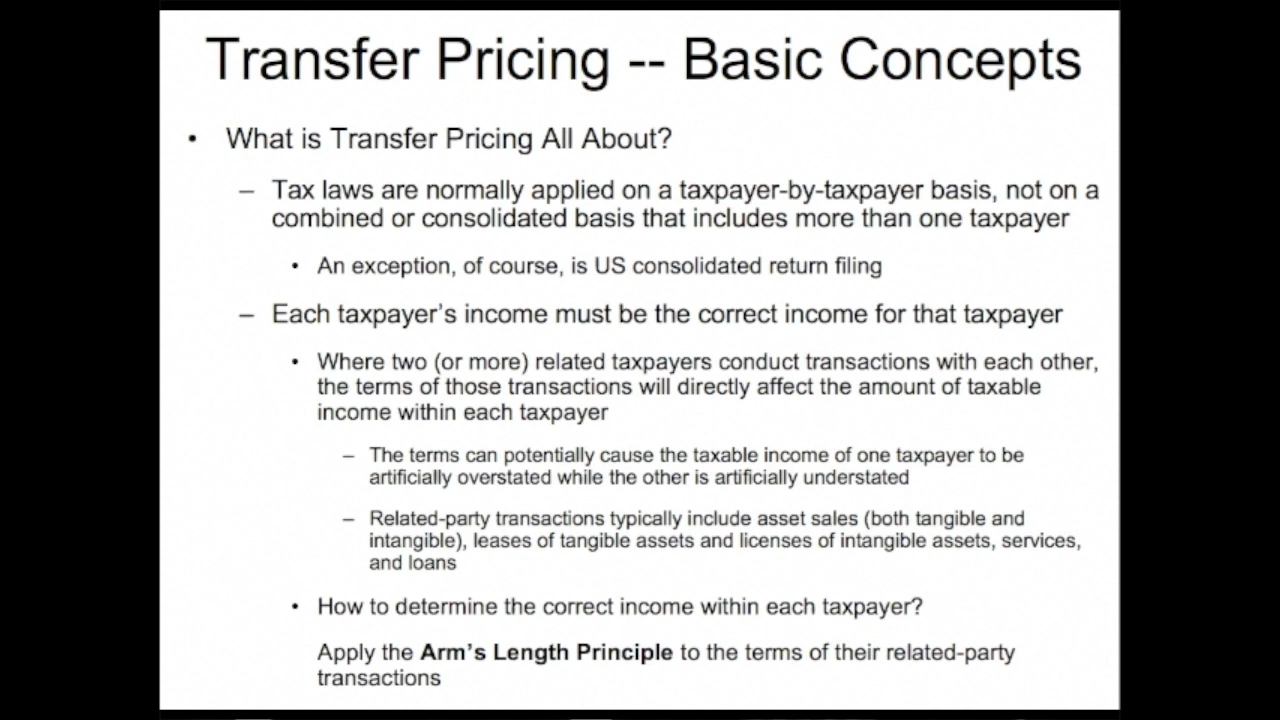 Transfer Pricing -- Basic Concepts
• What is Transfer Pricing All About?
– Tax laws are normally applied on a taxpayer-by-taxpayer basis, not on a
combined or consolidated basis that includes more than one taxpayer
• An exception, of course, is US consolidated return filing
– Each taxpayer's income must be the correct income for that taxpayer
• Where two (or more) related taxpayers conduct transactions with each other,
the terms of those transactions will directly affect the amount of taxable
income within each taxpayer
– The terms can potentially cause the taxable income of one taxpayer to be
artificially overstated while the other is artificially understated
– Related-party transactions typically include asset sales (both tangible and
intangible), leases of tangible assets and licenses of intangible assets, services,
and loans
• How to determine the correct income within each taxpayer?
Apply the Arm's Length Principle to the terms of their related-party
transactions